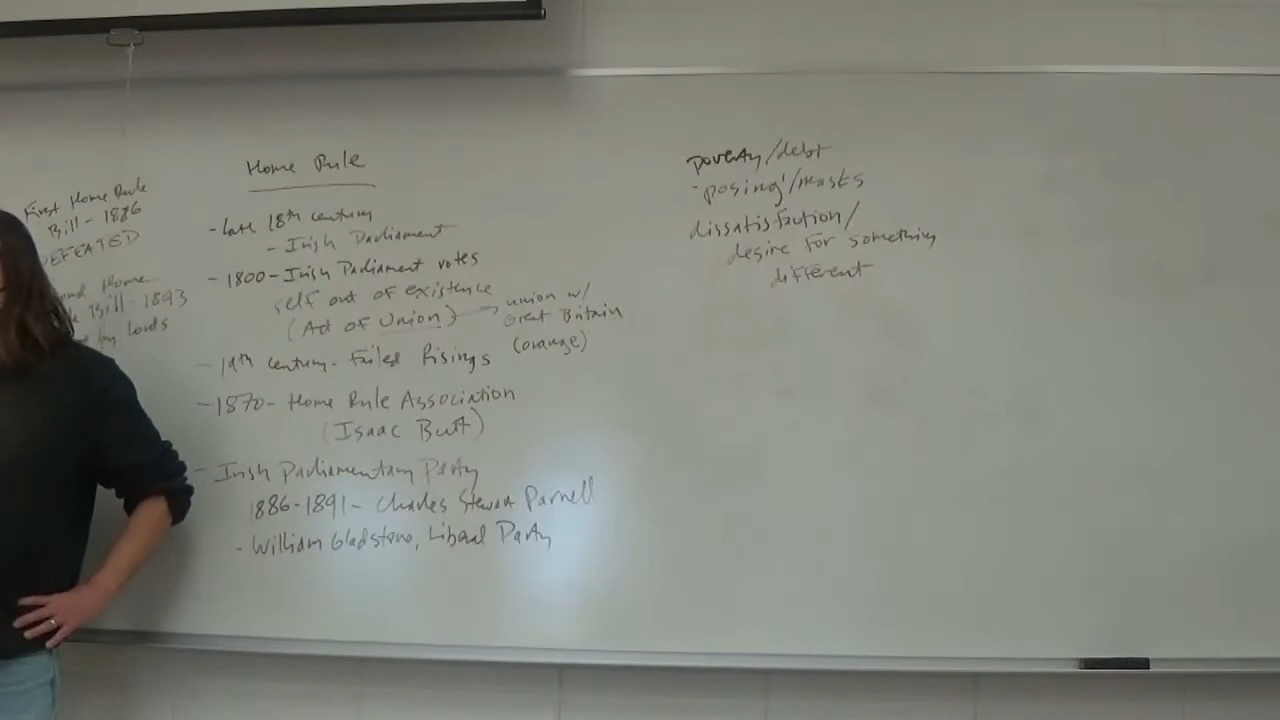 First Home Rule
Bill - 1886
DEFEATED
Home
Bill - 1893
by lords
Home Rule
- late 18th century
- Irish Parliament
- 1800 - Irish Parliament votes
self out of existence
(Act of Union) → union w/
Great Britain
(orange)
- 19th century - Failed Risings
- 1870 - Home Rule Association
(Isaac Butt)
- Irish Parliamentary Party
1886-1891 - Charles Stewart Parnell
- William Gladstone, Liberal Party
poverty/debt
"posing"/masks
dissatisfaction/
desire for something
different